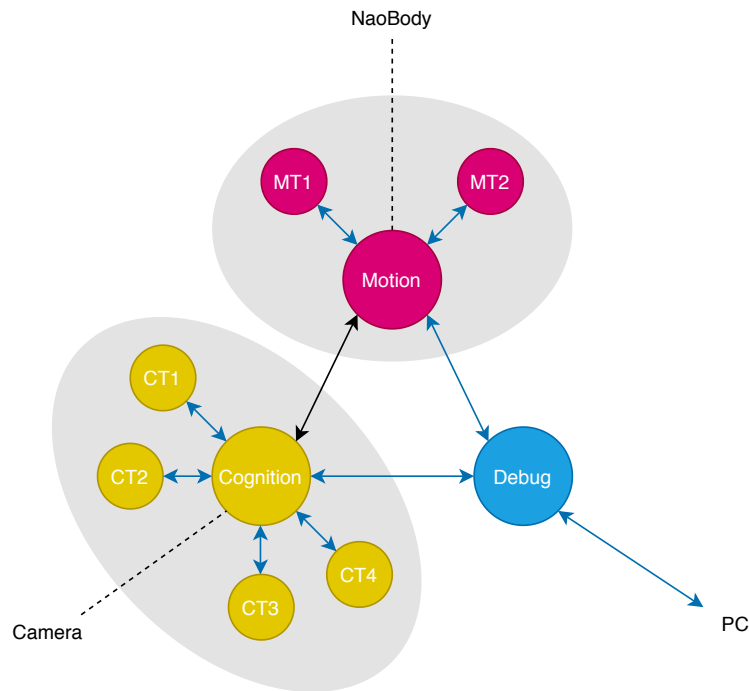 NaoBody
MT1
MT2
Motion
CT1
CT2
Cognition
Debug
CT4
CT3
Camera
PC